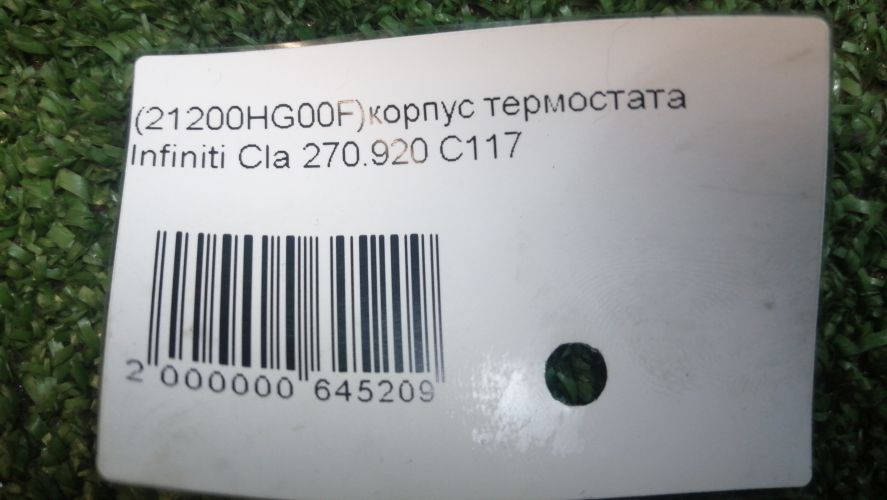 (21200HG00F)корпус термостата
Infiniti Cla 270.920 C117
2 000000 645209